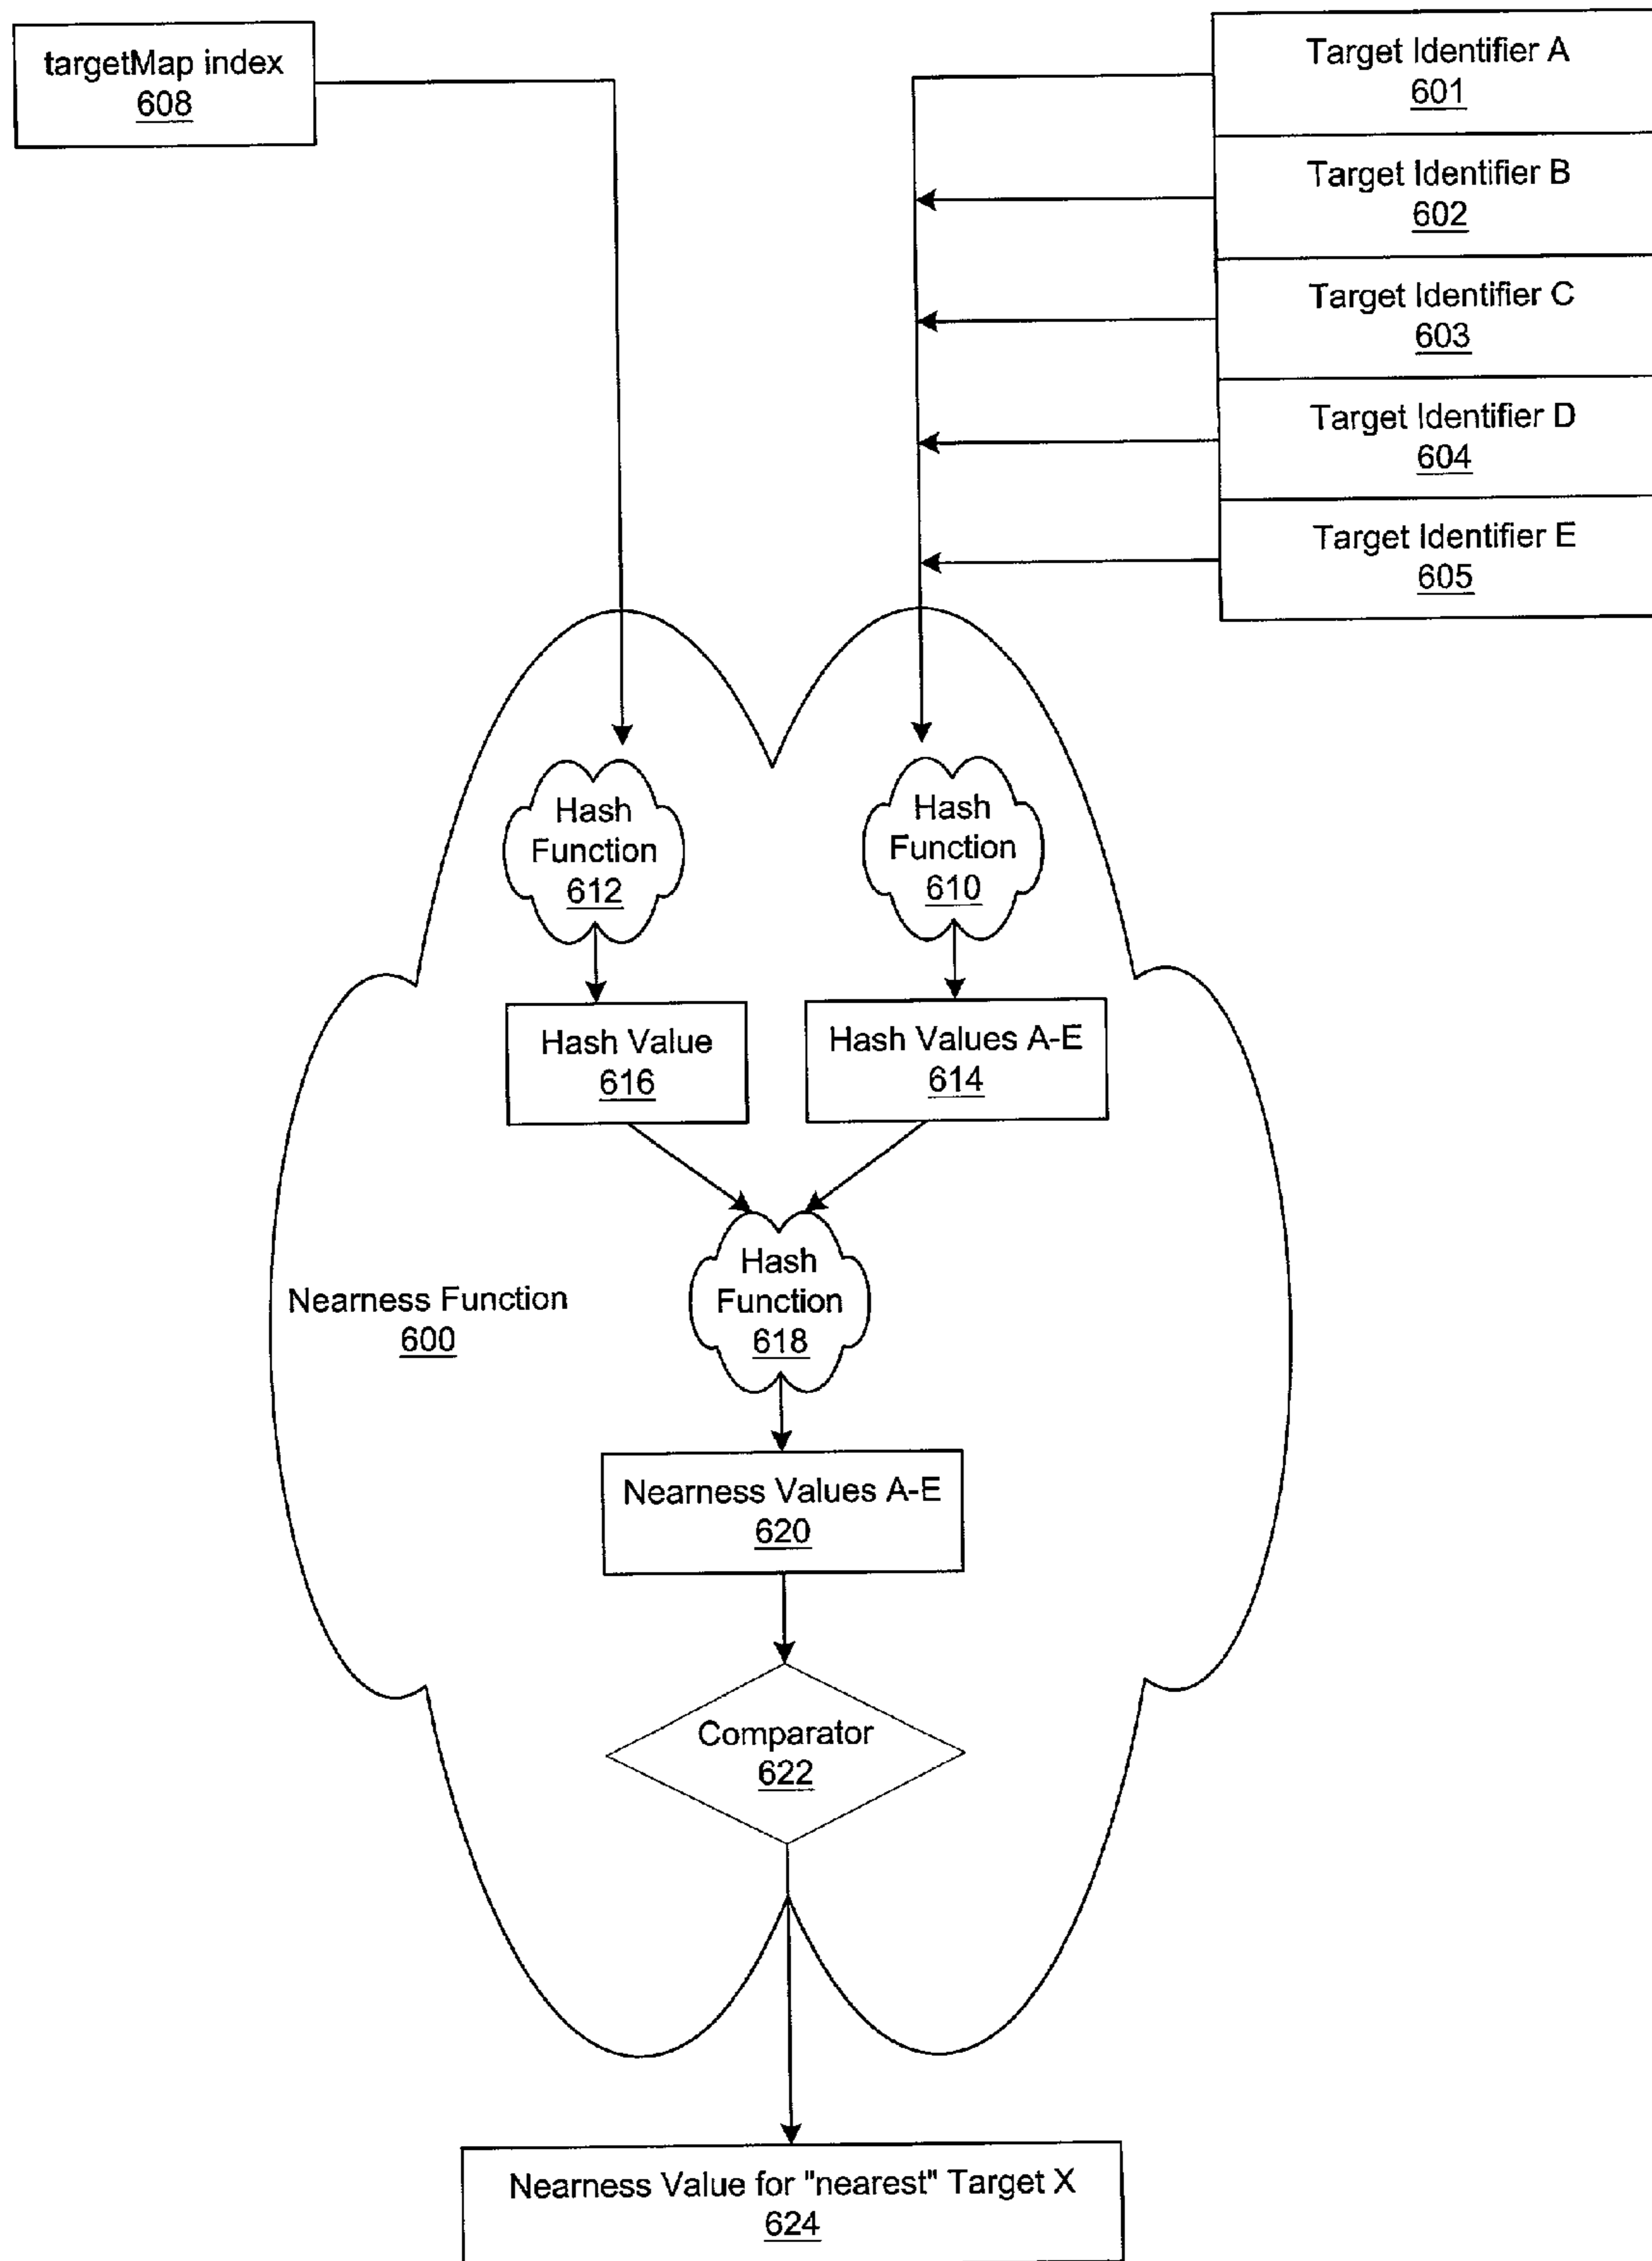 targetMap index
608
Target Identifier A
601
Target Identifier B
602
Target Identifier C
603
Target Identifier D
604
Target Identifier E
605
Hash
Function
612
Hash
Function
610
Hash Value
616
Hash Values A-E
614
Hash
Function
618
Nearness Function
600
Nearness Values A-E
620
Comparator
622
Nearness Value for "nearest" Target X
624